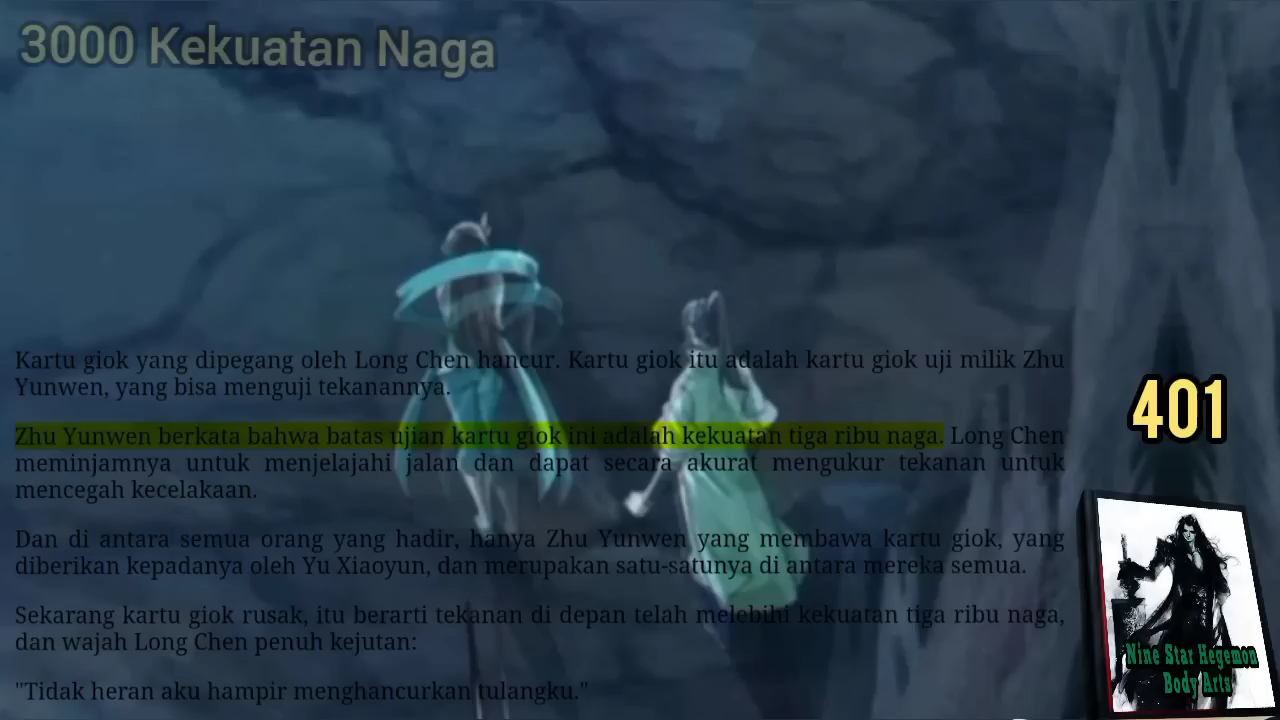 3000 Kekuatan Naga
Kartu giok yang dipegang oleh Long Chen hancur. Kartu giok itu adalah kartu giok uji milik Zhu
Yunwen, yang bisa menguji tekanannya.
Zhu Yunwen berkata bahwa batas ujian kartu giok ini adalah kekuatan tiga ribu naga. Long Chen
meminjamnya untuk menjelajahi jalan dan dapat secara akurat mengukur tekanan untuk
mencegah kecelakaan.
Dan di antara semua orang yang hadir, hanya Zhu Yunwen yang membawa kartu giok, yang
diberikan kepadanya oleh Yu Xiaoyun, dan merupakan satu-satunya di antara mereka semua.
Sekarang kartu giok rusak, itu berarti tekanan di depan telah melebihi kekuatan tiga ribu naga,
dan wajah Long Chen penuh kejutan:
"Tidak heran aku hampir menghancurkan tulangku."
401
Nine Star Hegemon
Body Arts